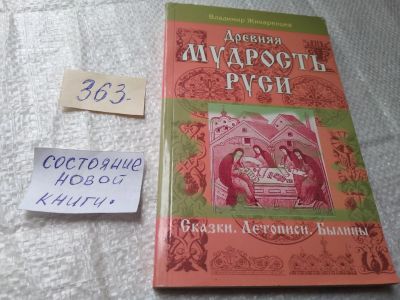 Владимир Жикаренцев
Древняя
МУДРОСТЬ
РУСИ
Сказки. Летописи. Былины
363.
СОСТОЯНИЕ
НОВОЙ
КНИГИ.